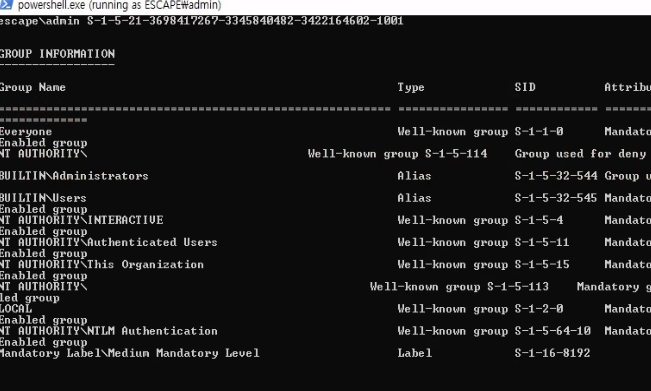 powershell.exe (running as ESCAPE₩admin)
escape\admin S-1-5-21-3698417267-3345840482-3422164602-1001
GROUP INFORMATION
-----------------
Group Name Type SID Attribu
================================================================ ================ ============ =======
=============
Everyone Well-known group S-1-1-0 Mandato
Enabled group
NT AUTHORITY\ Well-known group S-1-5-114 Group used for deny
BUILTIN\Administrators Alias S-1-5-32-544 Group u
BUILTIN\Users Alias S-1-5-32-545 Mandato
Enabled group
NT AUTHORITY\INTERACTIVE Well-known group S-1-5-4 Mandato
Enabled group
NT AUTHORITY\Authenticated Users Well-known group S-1-5-11 Mandato
Enabled group
NT AUTHORITY\This Organization Well-known group S-1-5-15 Mandato
Enabled group
NT AUTHORITY\ Well-known group S-1-5-113 Mandatory g
led group
LOCAL Well-known group S-1-2-0 Mandato
Enabled group
NT AUTHORITY\NTLM Authentication Well-known group S-1-5-64-10 Mandato
Enabled group
Mandatory Label\Medium Mandatory Level Label S-1-16-8192